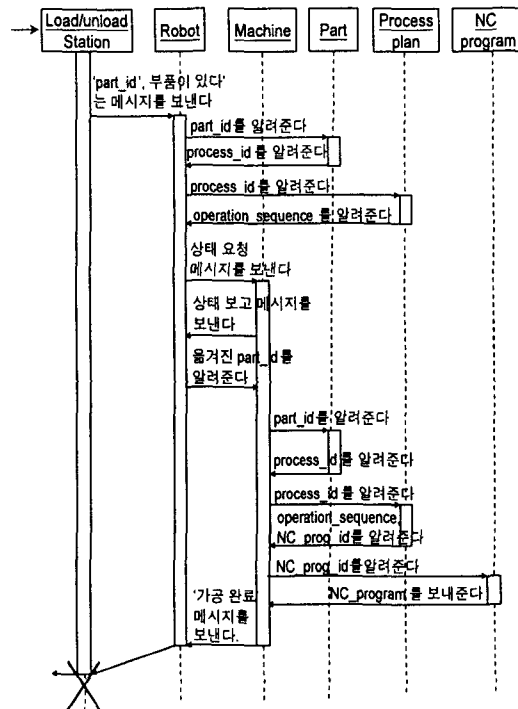 Load/unload
Station
Robot
Machine
Part
Process
plan
NC
program
'part_id', 부품이 있다'
는 메시지를 보낸다
part_id를 알려준다
process_id를 알려준다
process_id를 알려준다
operation_sequence를 알려준다
상태 요청
메시지를 보낸다
상태 보고 메시지를
보낸다
옮겨진 part_id를
알려준다
part_id를 알려준다
process_id를 알려준다
process_id를 알려준다
operation_sequence,
NC_prog_id를 알려준다
NC_prog_id를알려준다
NC_program를 보내준다
'가공 완료'
메시지를
보낸다.